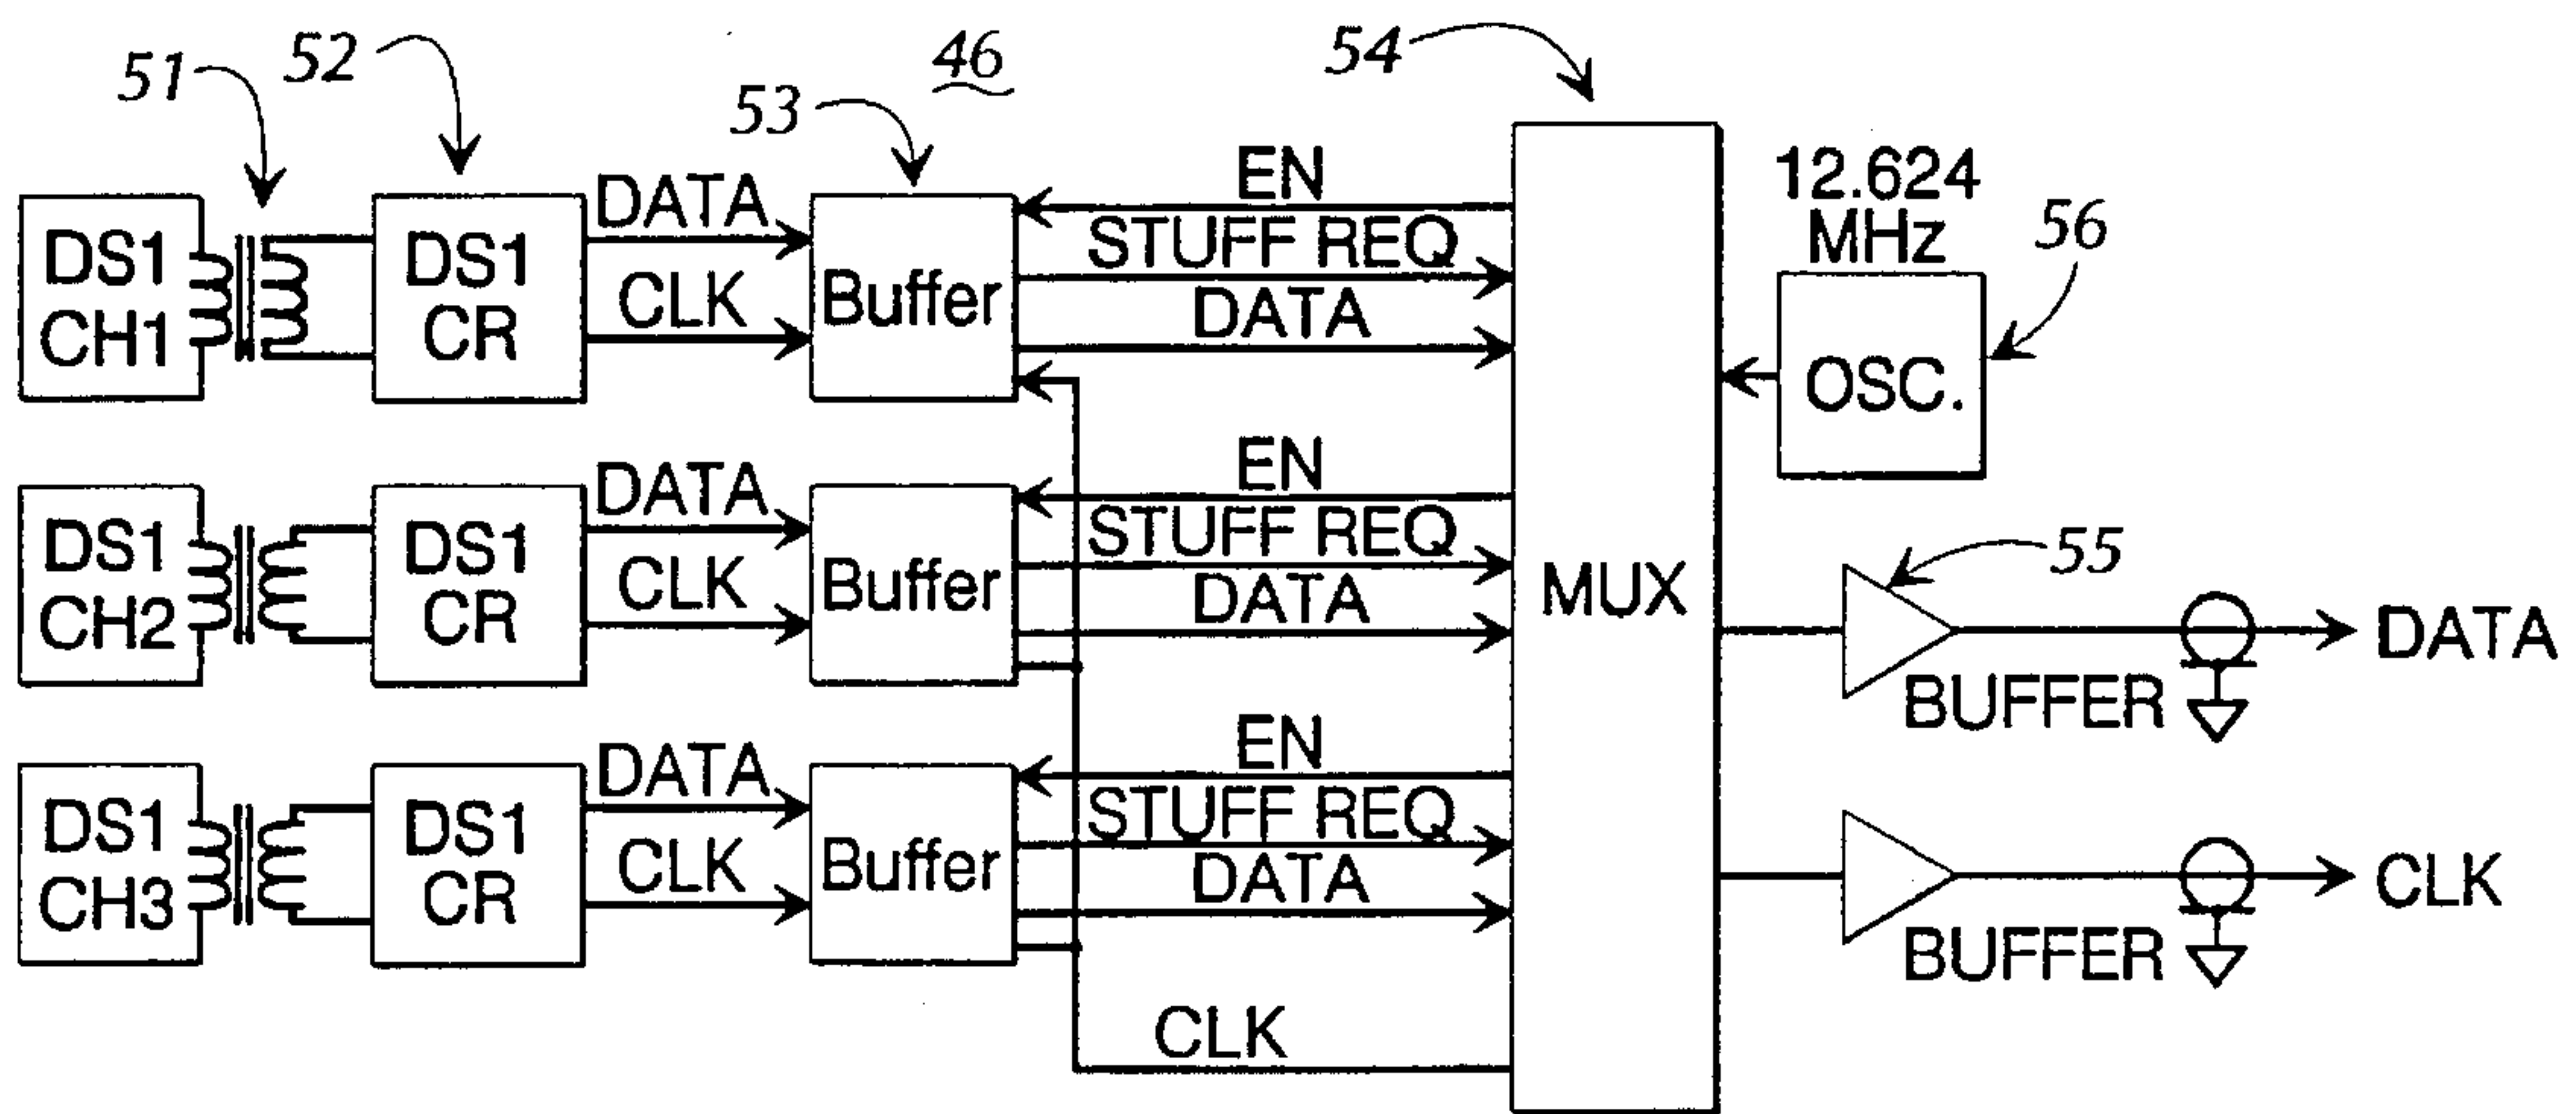 51
52
53
46
54
DS1
CH1
DS1
CR
DATA
CLK
Buffer
EN
STUFF REQ
DATA
12.624
MHz
56
OSC.
DS1
CH2
DS1
CR
DATA
CLK
Buffer
EN
STUFF REQ
DATA
MUX
55
BUFFER
DATA
DS1
CH3
DS1
CR
DATA
CLK
Buffer
EN
STUFF REQ
DATA
BUFFER
CLK
CLK